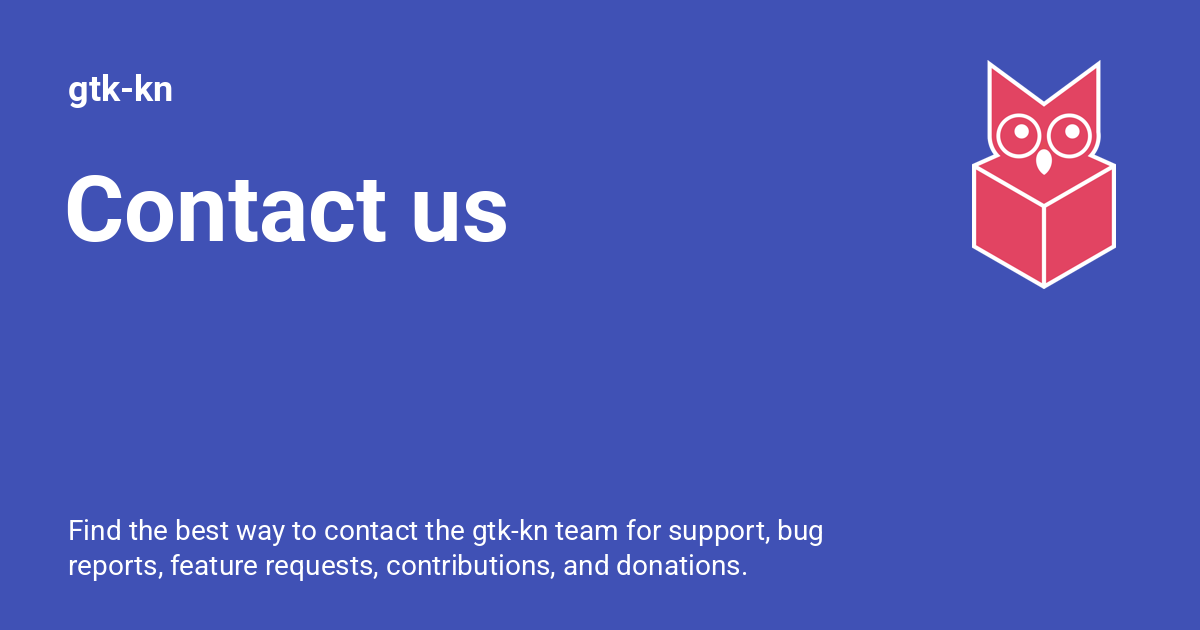 gtk-kn
Contact us
Find the best way to contact the gtk-kn team for support, bug
reports, feature requests, contributions, and donations.